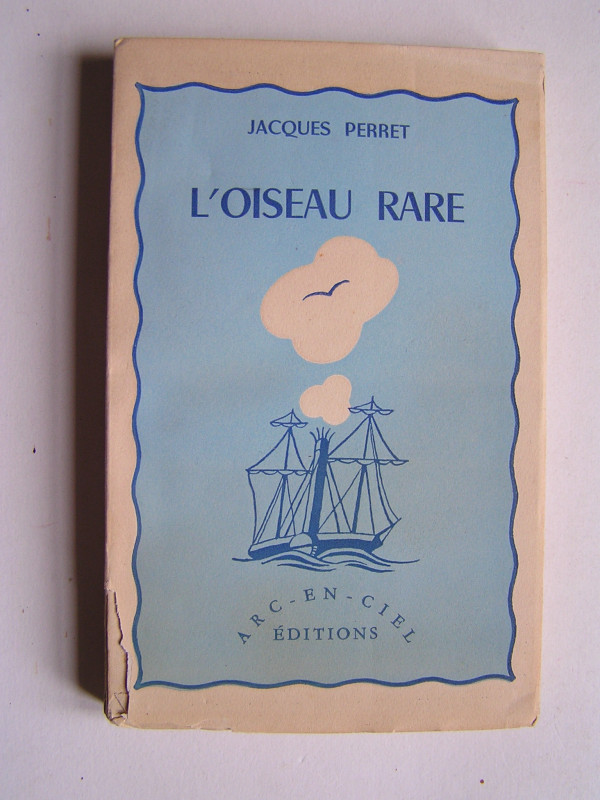 JACQUES PERRET
L'OISEAU RARE
ARC-EN-CIEL
ÉDITIONS